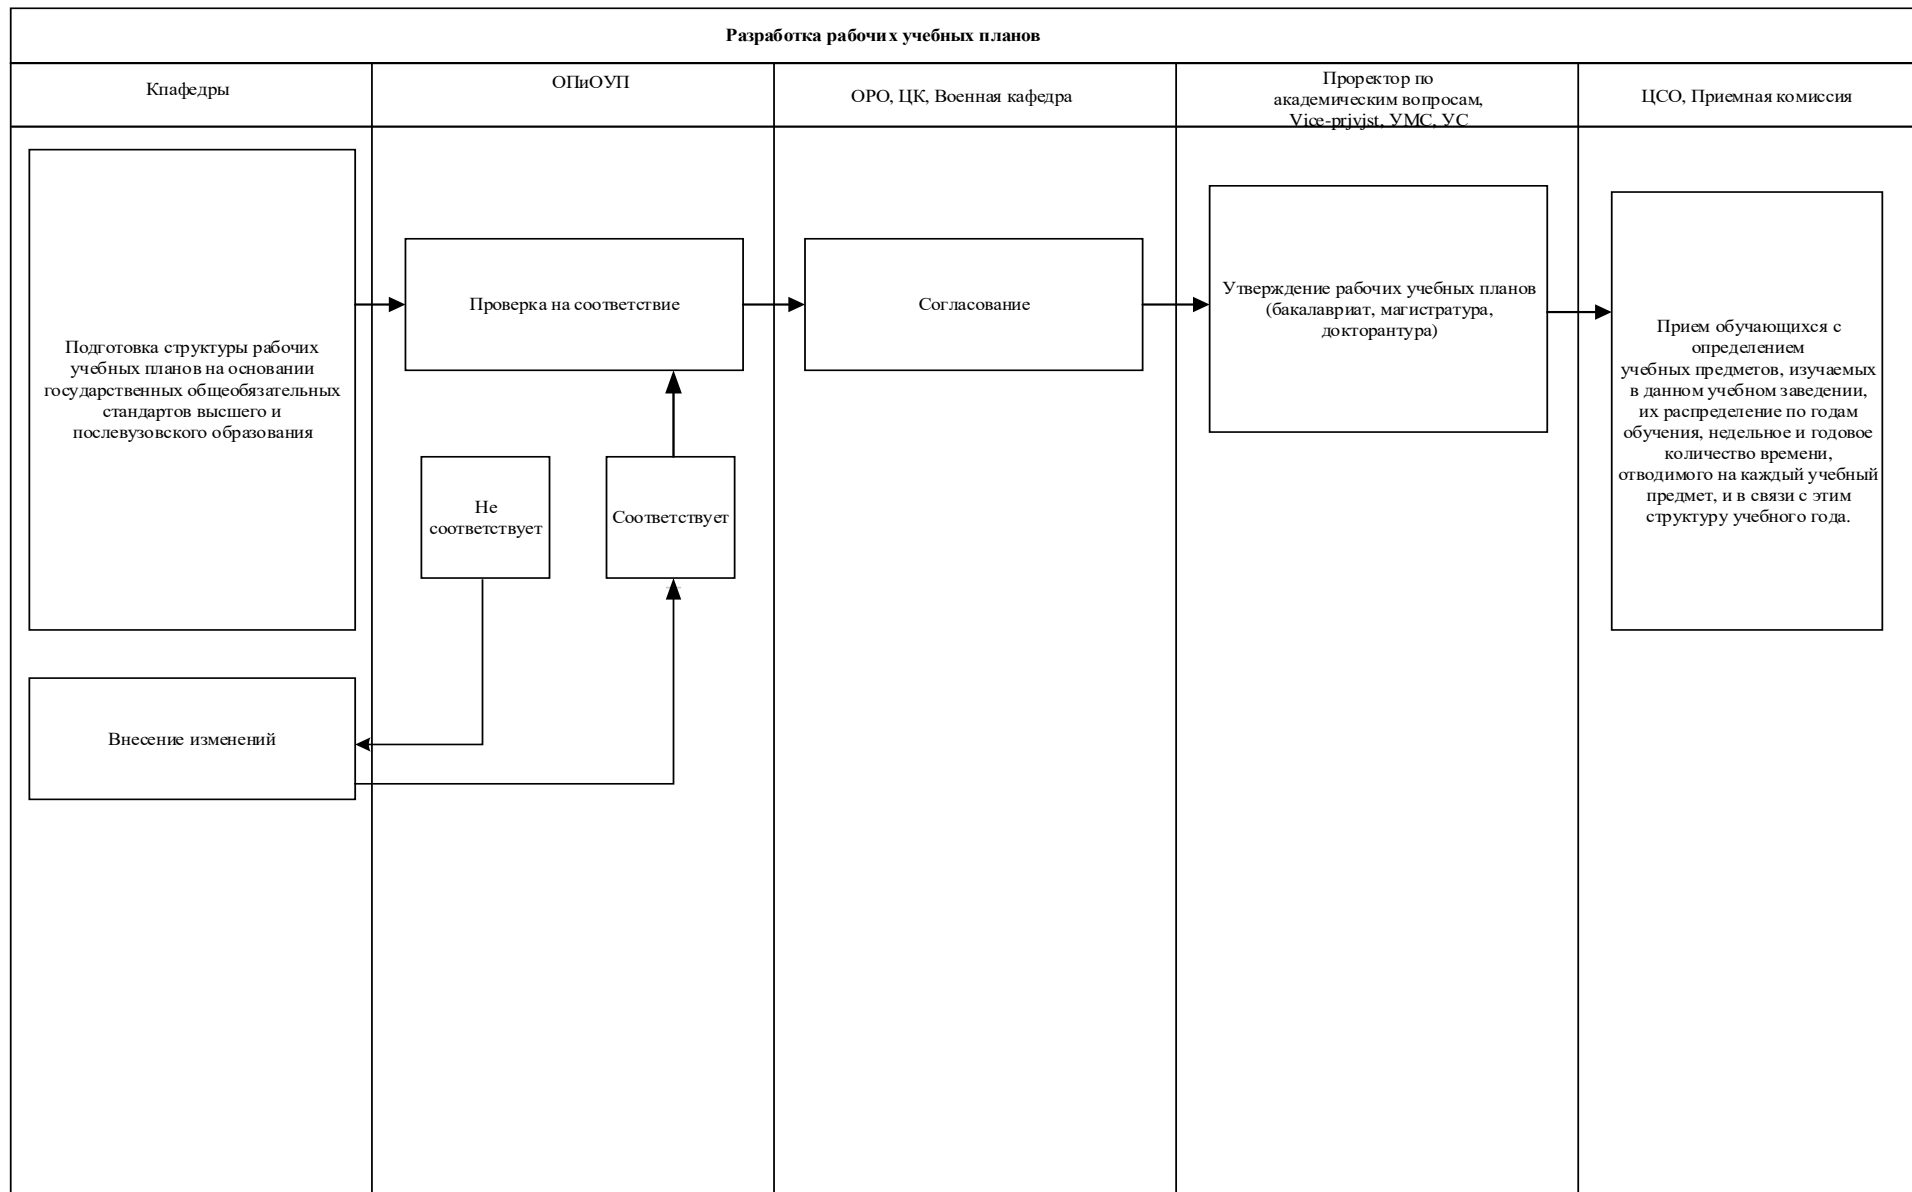 Разработка рабочих учебных планов
Кпафедры
ОПиОУП
ОРО, ЦК, Военная кафедра
Проректор по
академическим вопросам,
Vice-prjvjst, УМС, УС
ЦСО, Приемная комиссия
Подготовка структуры рабочих
учебных планов на основании
государственных общеобязательных
стандартов высшего и
послевузовского образования
Проверка на соответствие
Согласование
Утверждение рабочих учебных планов
(бакалавриат, магистратура,
докторантура)
Прием обучающихся с
определением
учебных предметов, изучаемых
в данном учебном заведении,
их распределение по годам
обучения, недельное и годовое
количество времени,
отводимого на каждый учебный
предмет, и в связи с этим
структуру учебного года.
Не
соответствует
Соответствует
Внесение изменений